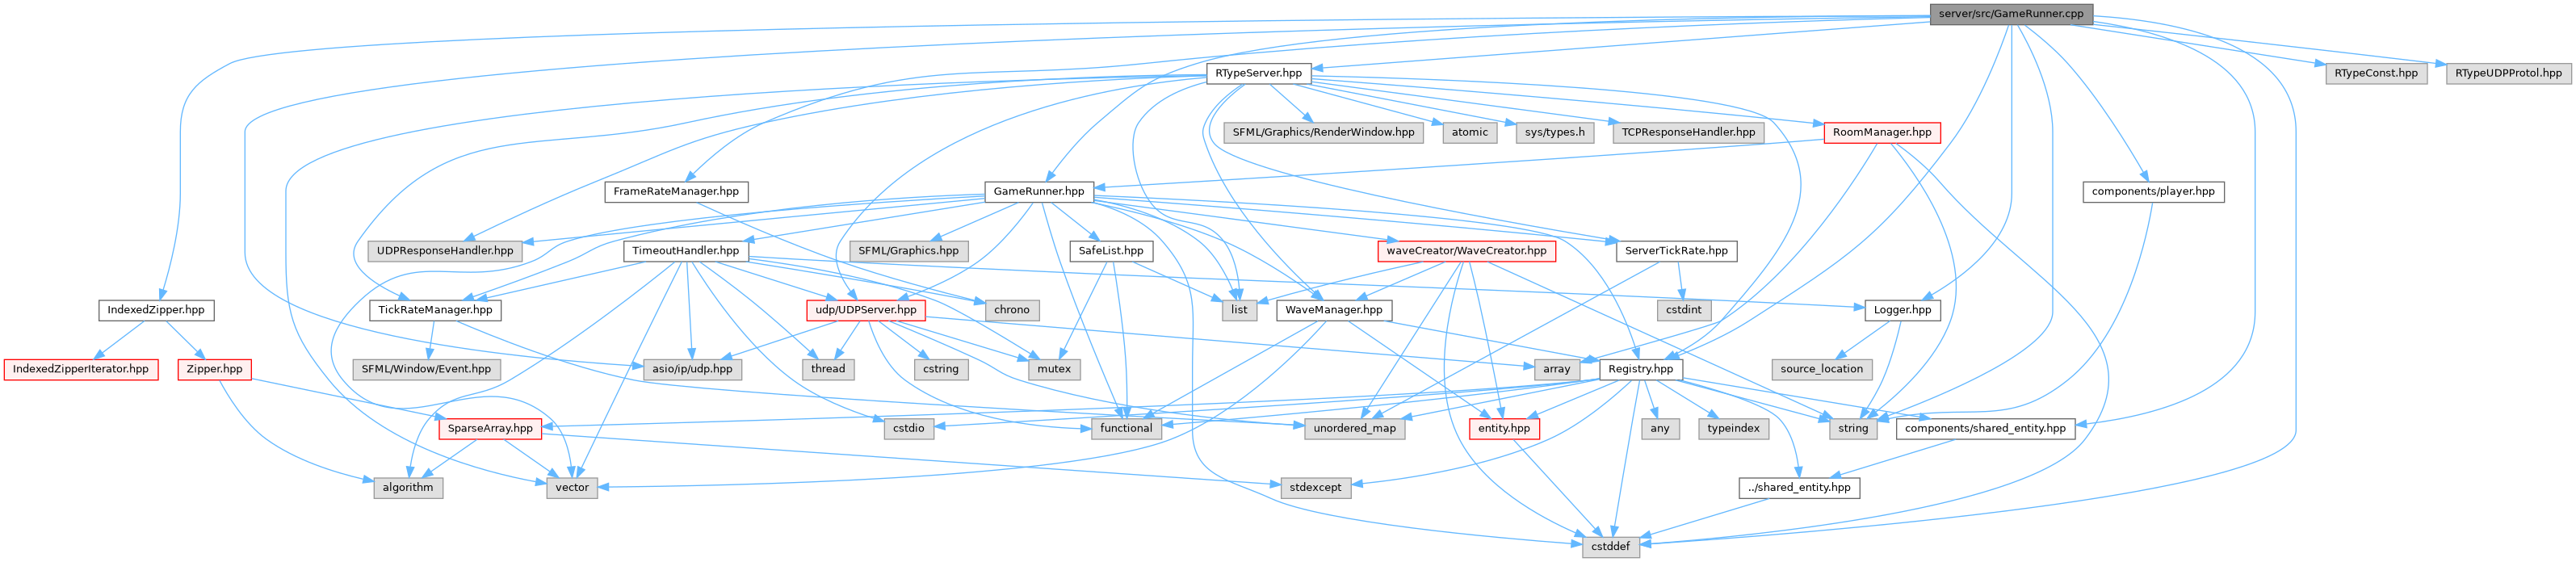 server/src/GameRunner.cpp
RTypeServer.hpp
RTypeConst.hpp
RTypeUDPProtol.hpp
SFML/Graphics/RenderWindow.hpp
atomic
sys/types.h
TCPResponseHandler.hpp
RoomManager.hpp
FrameRateManager.hpp
GameRunner.hpp
components/player.hpp
UDPResponseHandler.hpp
TimeoutHandler.hpp
SFML/Graphics.hpp
SafeList.hpp
waveCreator/WaveCreator.hpp
ServerTickRate.hpp
IndexedZipper.hpp
TickRateManager.hpp
udp/UDPServer.hpp
chrono
list
WaveManager.hpp
cstdint
Logger.hpp
IndexedZipperIterator.hpp
Zipper.hpp
SFML/Window/Event.hpp
asio/ip/udp.hpp
thread
cstring
mutex
array
Registry.hpp
source_location
SparseArray.hpp
cstdio
functional
unordered_map
entity.hpp
any
typeindex
string
components/shared_entity.hpp
algorithm
vector
stdexcept
../shared_entity.hpp
cstddef